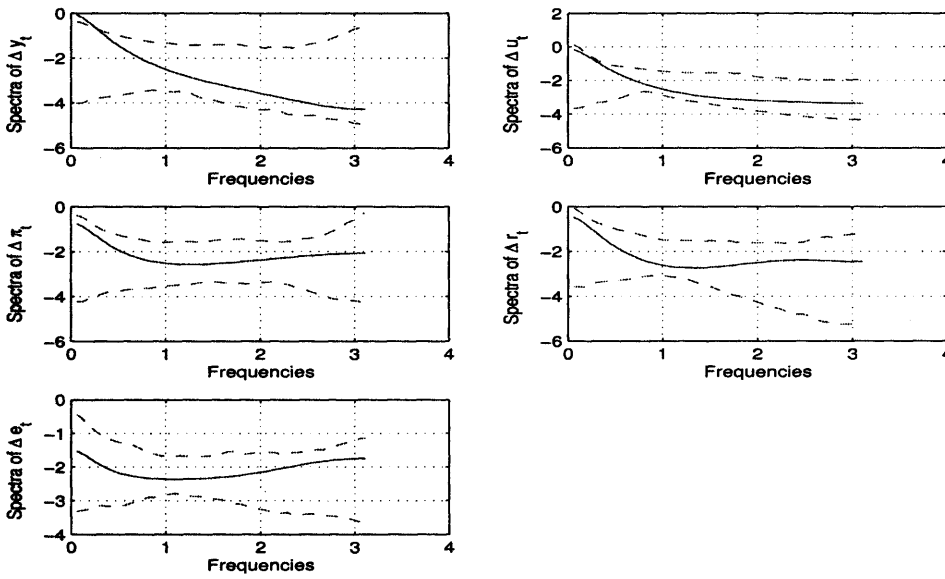 Spectra of Δ y_t
0
−2
−4
−6
0 1 2 3 4
Frequencies
Spectra of Δ u_t
2
0
−2
−4
−6
0 1 2 3 4
Frequencies
Spectra of Δ π_t
0
−2
−4
−6
0 1 2 3 4
Frequencies
Spectra of Δ r_t
0
−2
−4
−6
0 1 2 3 4
Frequencies
Spectra of Δ e_t
0
−1
−2
−3
−4
0 1 2 3 4
Frequencies